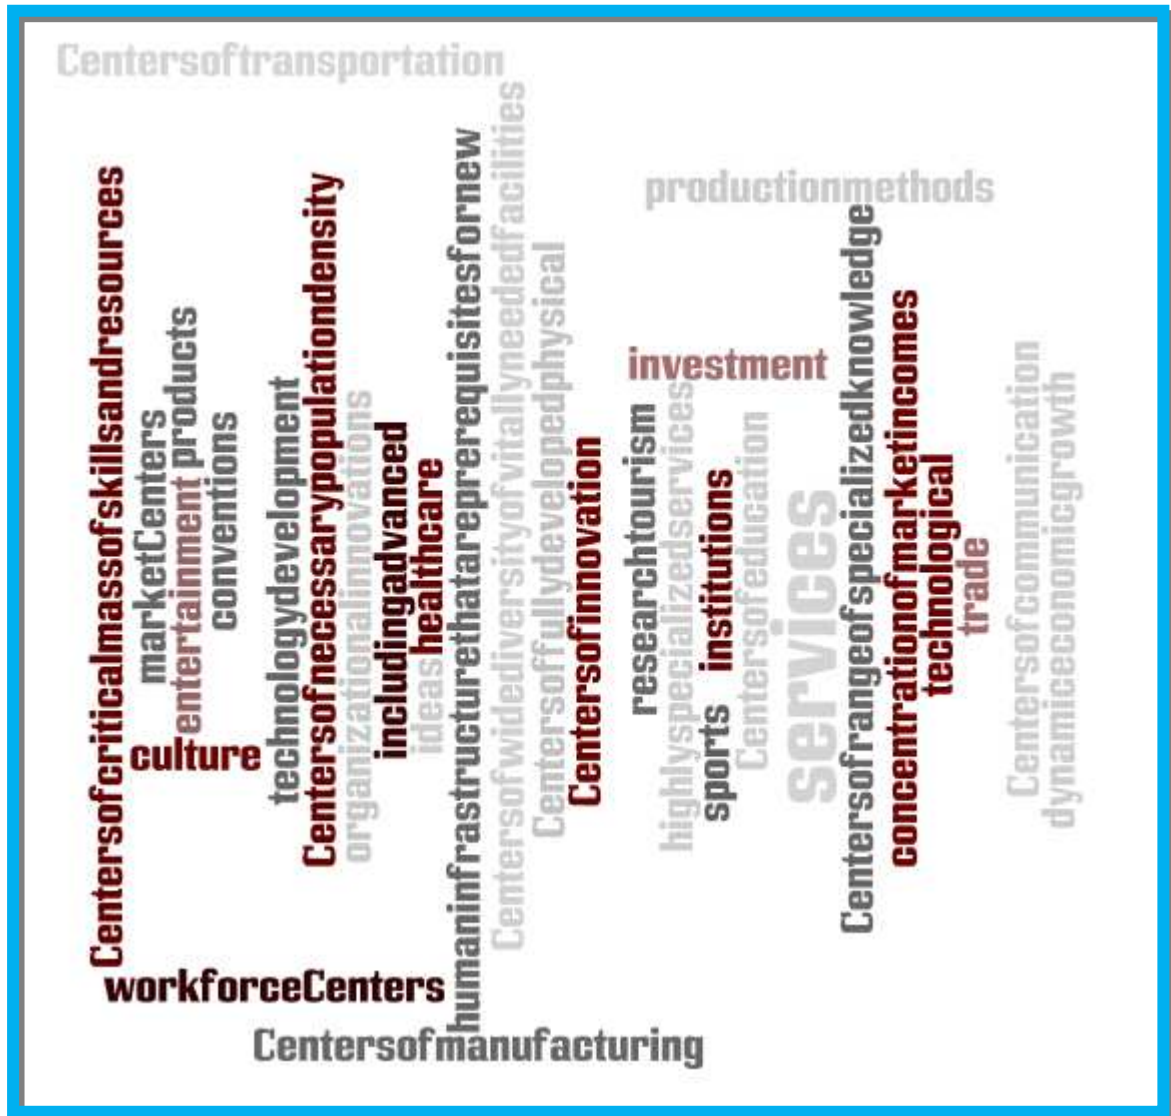 Centersoftransportation
Centersofcriticalmassofskillsandresources
marketCenters
entertainment
products
conventions
culture
technologydevelopment
Centersofnecessarypopulationdensity
organizationalinnovations
includingadvanced
ideas
healthcare
humaninfrastructurethatareprerequisitesfornew
Centersofwidediversityofvitallyneededfacilities
Centersoffullydevelopedphysical
Centersofinnovation
productionmethods
investment
researchtourism
highlyspecializedservices
sports
institutions
Centersofeducation
services
Centersofrangeofspecializedknowledge
concentrationofmarketincomes
technological
trade
Centersofcommunication
dynamiceconomicgrowth
workforceCenters
Centersofmanufacturing